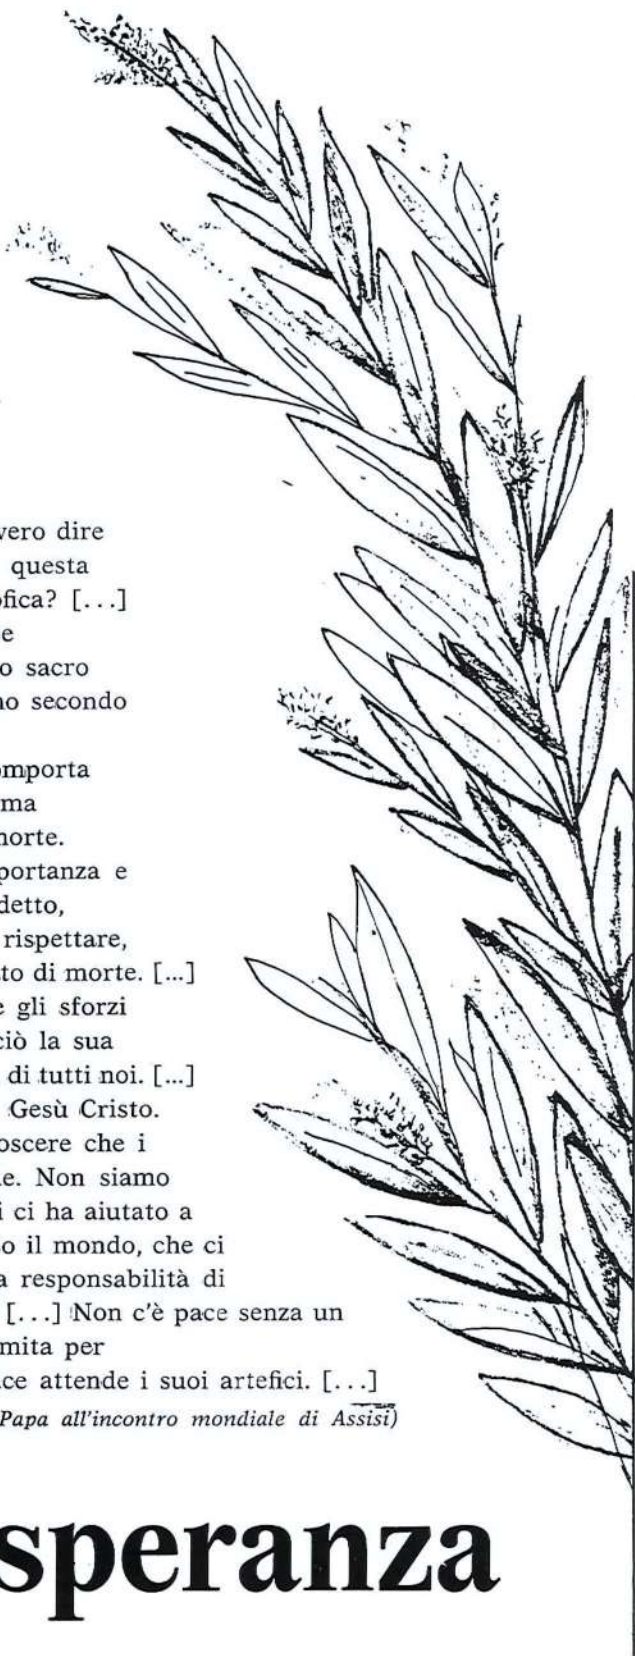 vero dire
questa
ofica? [...]
e
o sacro
no secondo
omporta
ma
norte.
portanza e
detto,
rispettare,
to di morte. [...]
e gli sforzi
ciò la sua
di tutti noi. [...]
Gesù Cristo.
oscere che i
e. Non siamo
i ci ha aiutato a
o il mondo, che ci
a responsabilità di
[...] Non c'è pace senza un
mita per
ce attende i suoi artefici. [...]
Papa all'incontro mondiale di Assisi)
speranza